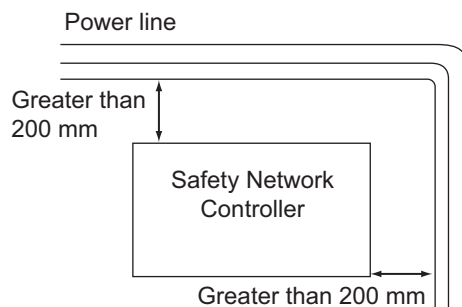 Power line
Greater than
200 mm
Safety Network
Controller
Greater than 200 mm